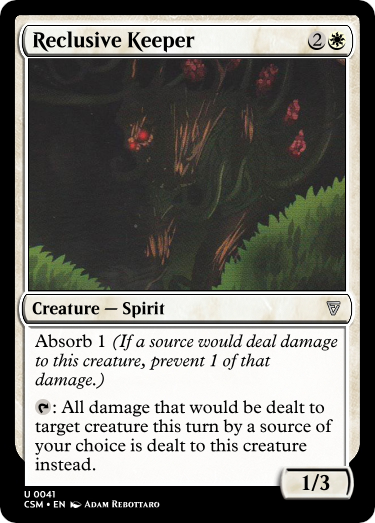 Reclusive Keeper 2
Creature — Spirit
Absorb 1 (If a source would deal damage
to this creature, prevent 1 of that
damage.)
: All damage that would be dealt to
target creature this turn by a source of
your choice is dealt to this creature
instead.
1/3
U 0041
CSM • EN Adam Rebottaro